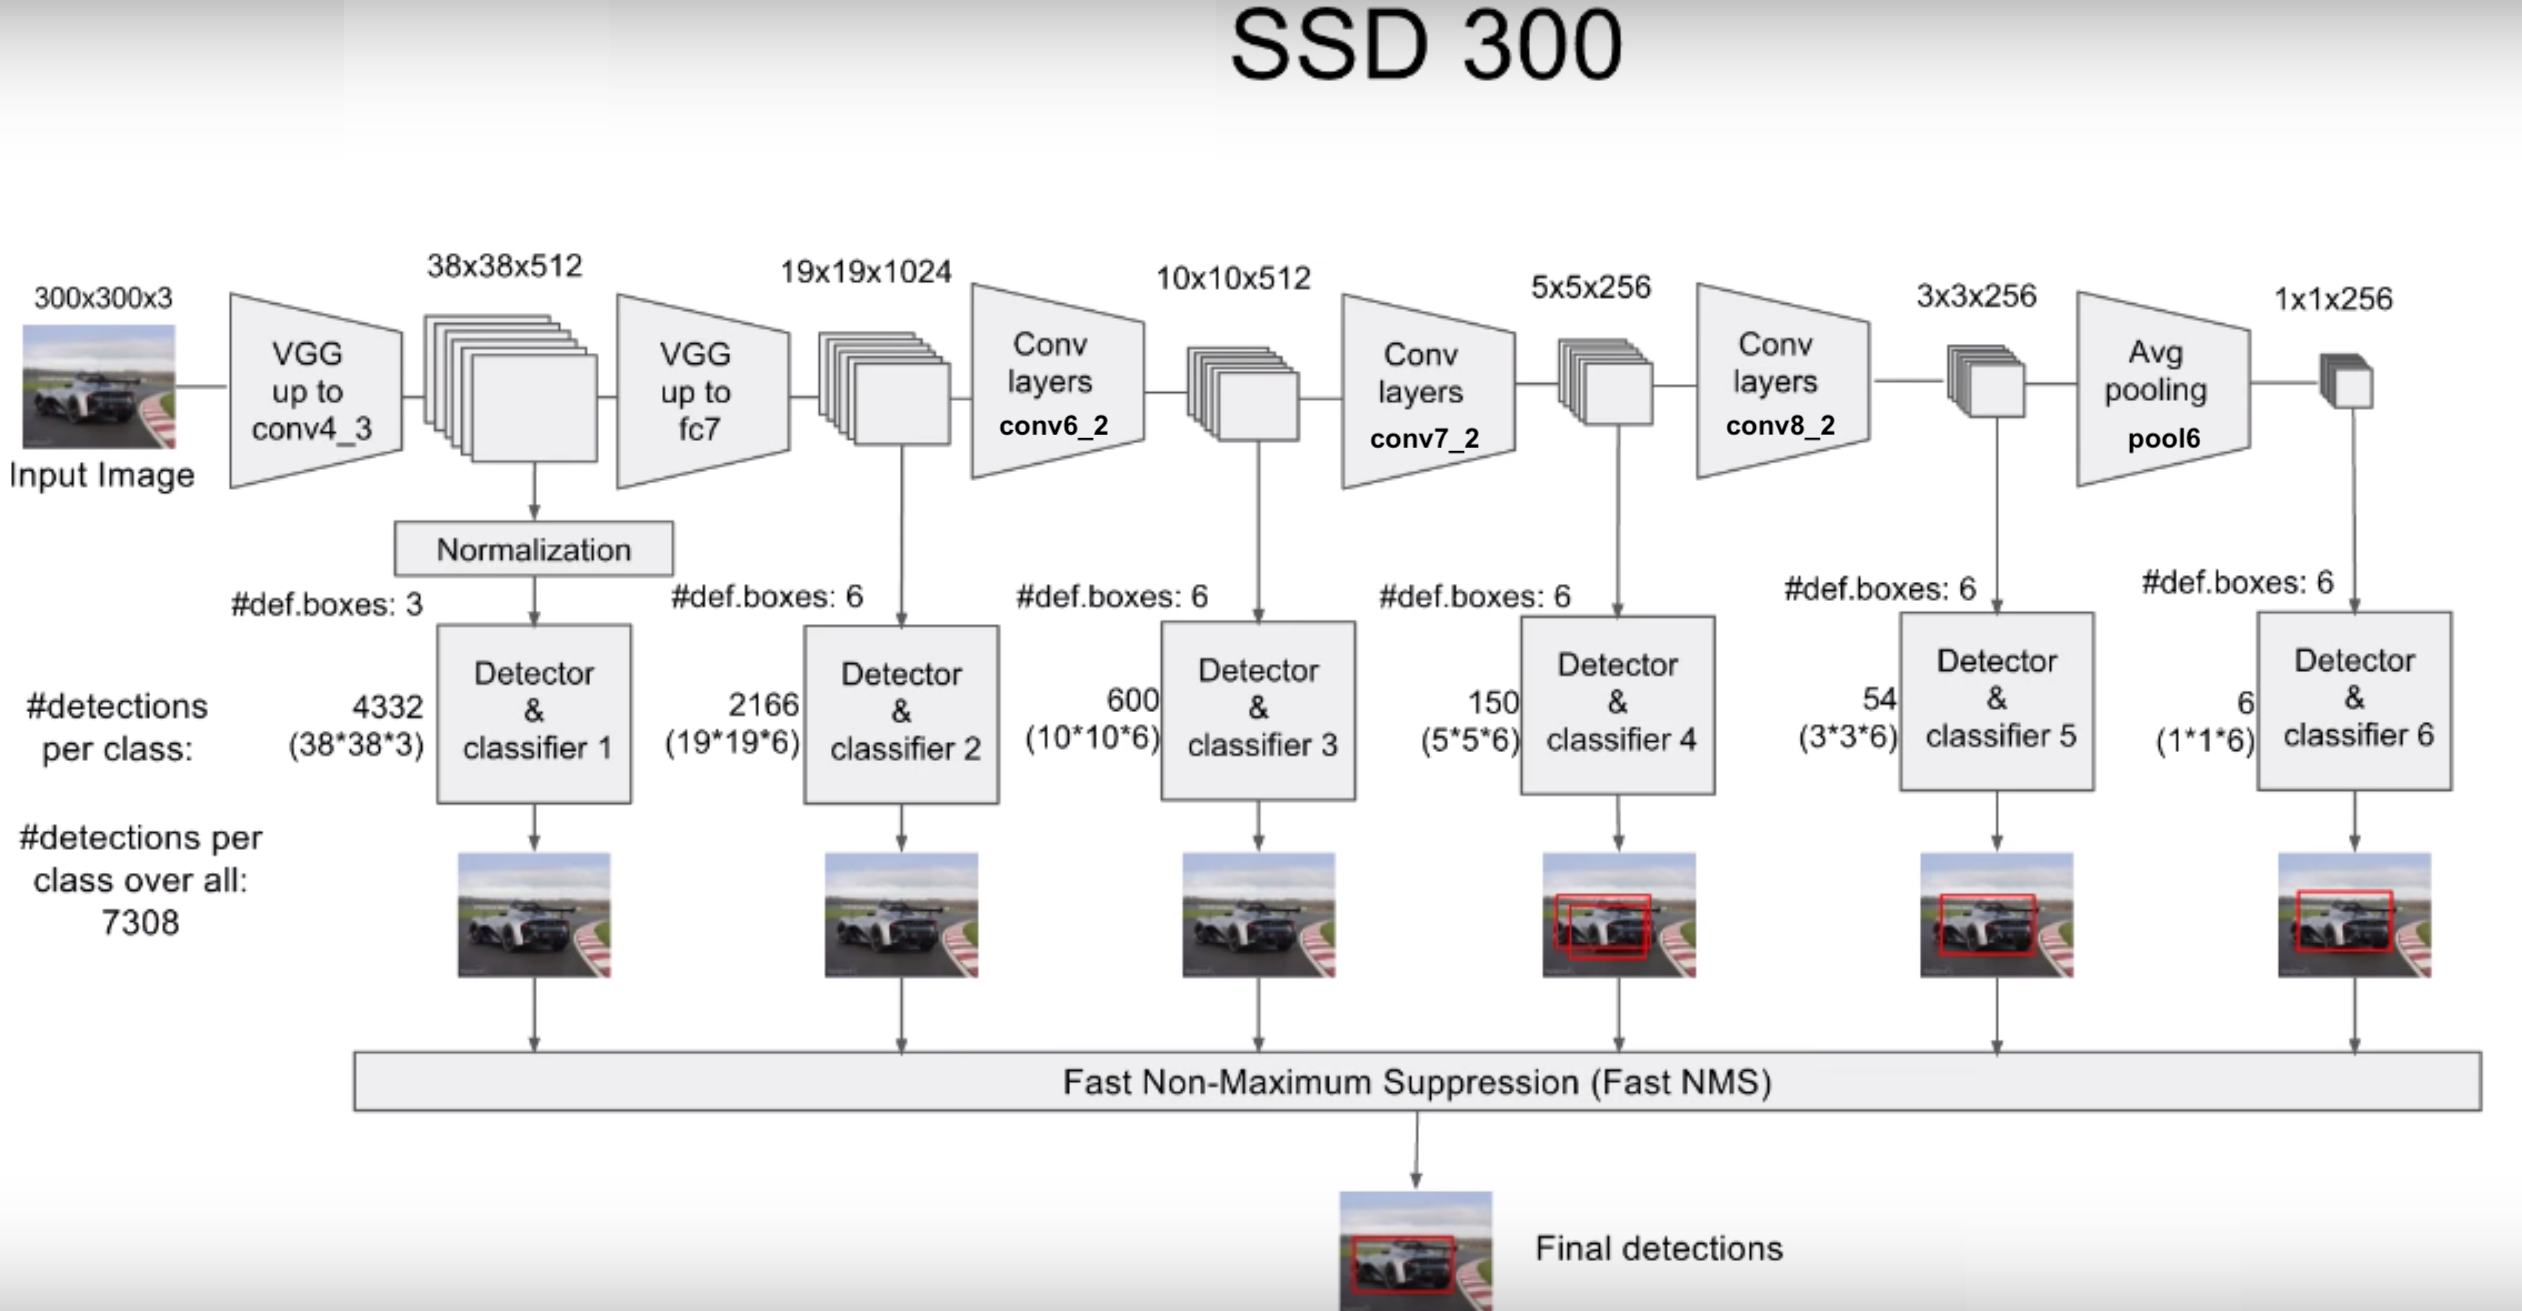 SSD 300
300x300x3
Input Image
VGG
up to
conv4_3
38x38x512
VGG
up to
fc7
19x19x1024
Conv
layers
conv6_2
10x10x512
Conv
layers
conv7_2
5x5x256
Conv
layers
conv8_2
3x3x256
Avg
pooling
pool6
1x1x256
Normalization
#def.boxes: 3
#def.boxes: 6
#def.boxes: 6
#def.boxes: 6
#def.boxes: 6
#def.boxes: 6
#detections
per class:
4332
(38*38*3)
Detector
&
classifier 1
2166
(19*19*6)
Detector
&
classifier 2
600
(10*10*6)
Detector
&
classifier 3
150
(5*5*6)
Detector
&
classifier 4
54
(3*3*6)
Detector
&
classifier 5
6
(1*1*6)
Detector
&
classifier 6
#detections per
class over all:
7308
Fast Non-Maximum Suppression (Fast NMS)
Final detections